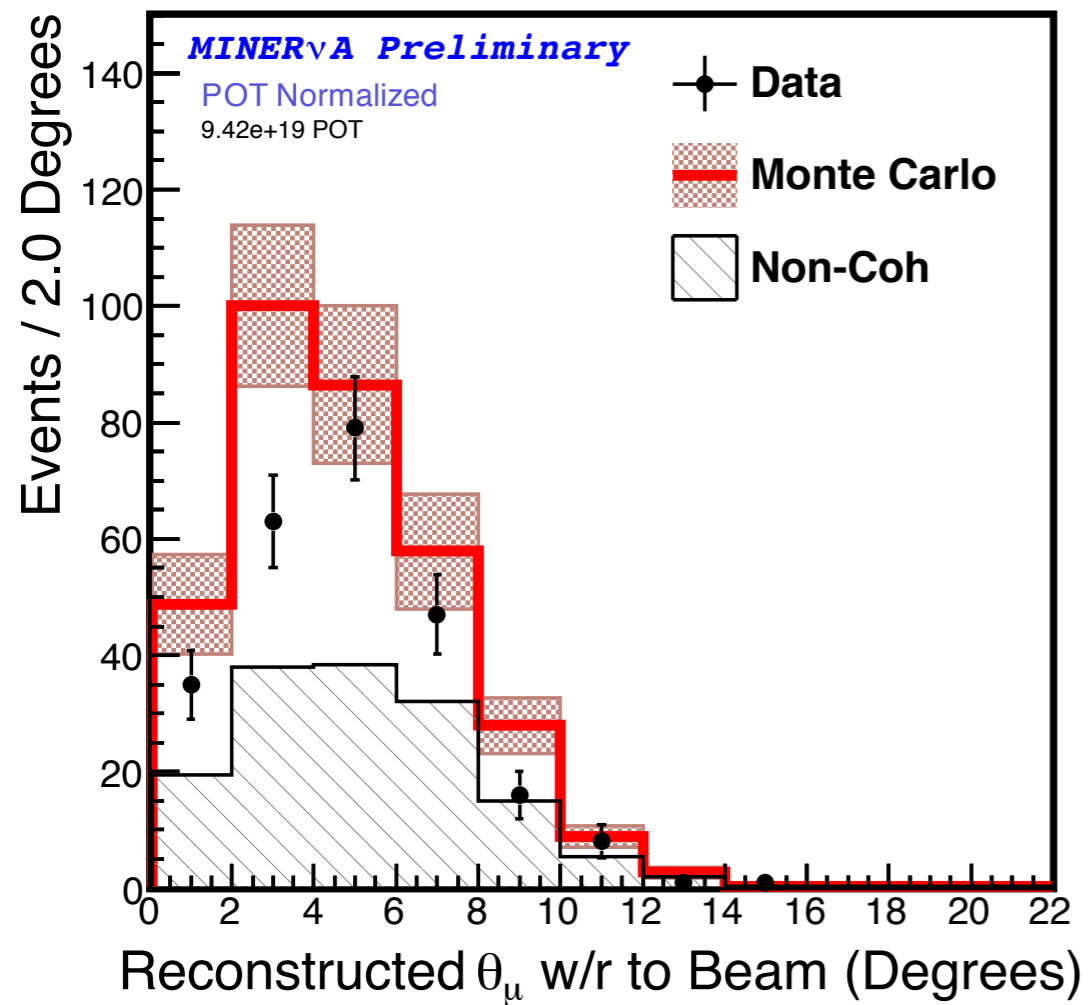 MINERνA Preliminary
POT Normalized
9.42e+19 POT
Data
Monte Carlo
Non-Coh
Events / 2.0 Degrees
140
120
100
80
60
40
20
0
0 2 4 6 8 10 12 14 16 18 20 22
Reconstructed θμ w/r to Beam (Degrees)